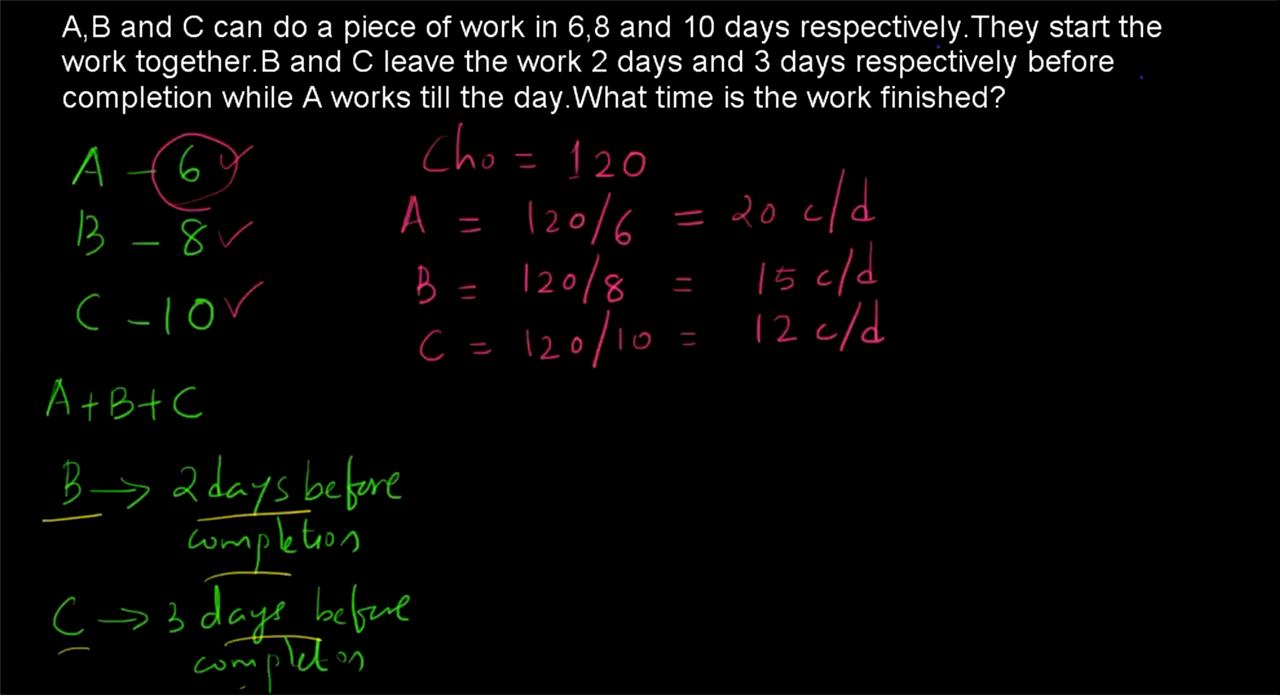 A,B and C can do a piece of work in 6,8 and 10 days respectively.They start the
work together.B and C leave the work 2 days and 3 days respectively before
completion while A works till the day.What time is the work finished?
A - 6
B - 8
C - 10
Cho = 120
A = 120/6 = 20 c/d
B = 120/8 = 15 c/d
C = 120/10 = 12 c/d
A+B+C
B → 2 days before
completion
C → 3 days before
completon